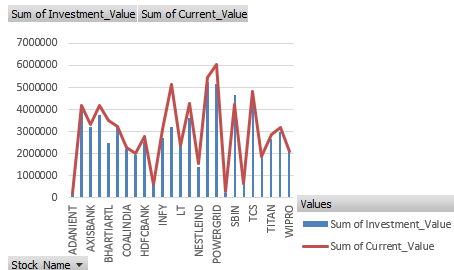 Sum of Investment_Value Sum of Current_Value
7000000
6000000
5000000
4000000
3000000
2000000
1000000
0
ADANIENT
AXISBANK
BHARTIARTL
COALINDIA
HDFCBANK
INFY
LT
NESTLEIND
POWERGRID
SBIN
TCS
TITAN
WIPRO
Values
Sum of Investment_Value
Sum of Current_Value
Stock_Name